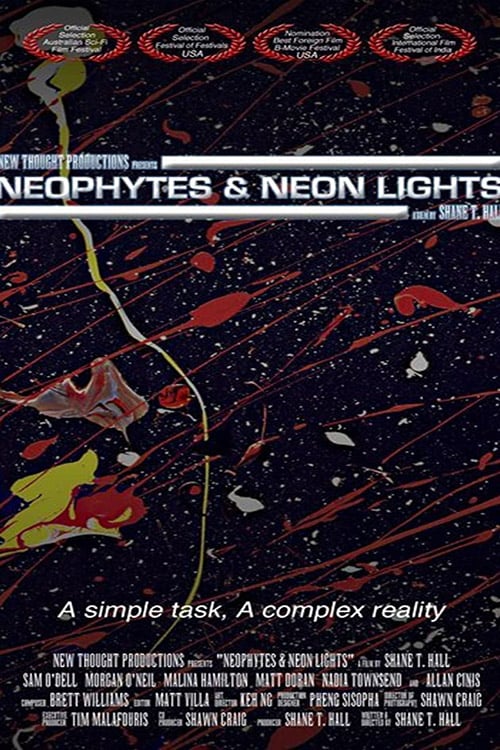 Official
Selection
Australian Sci-Fi
Film Festival
Official
Selection
Festival of Festivals
USA
Nomination
Best Foreign Film
B-Movie Festival
USA
Official
Selection
International Film
Festival of India
NEW THOUGHT PRODUCTIONS PRESENTS
NEOPHYTES & NEON LIGHTS
A FILM BY SHANE T. HAL
A simple task, A complex reality
NEW THOUGHT PRODUCTIONS PRESENTS "NEOPHYTES & NEON LIGHTS" A FILM BY SHANE T. HALL
SAM O'DELL MORGAN O'NEIL MALINA HAMILTON MATT DORAN NADIA TOWNSEND AND ALLAN CINIS
COMPOSER BRETT WILLIAMS EDITOR MATT VILLA ART DIRECTOR KEH NG PRODUCTION DESIGNER PHENG SISOPHA DIRECTOR OF PHOTOGRAPHY SHAWN CRAIG
EXECUTIVE PRODUCER TIM MALAFOURIS CO PRODUCER SHAWN CRAIG PRODUCER SHANE T. HALL WRITTEN & DIRECTED BY SHANE T. HALL